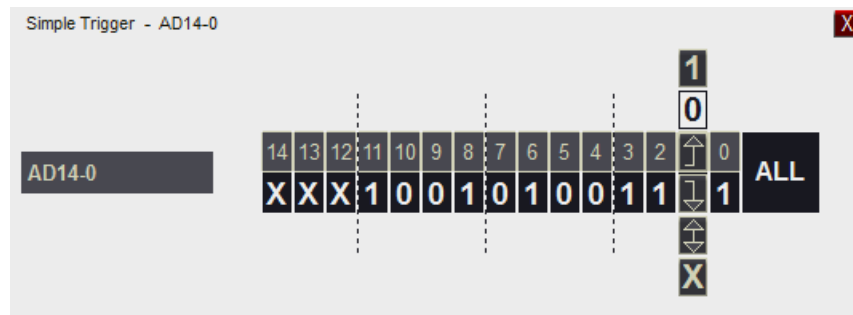 Simple Trigger - AD14-0 X
1
0
14 13 12 11 10 9 8 7 6 5 4 3 2 0
AD14-0 ALL
X X X 1 0 0 1 0 1 0 0 1 1 1
X